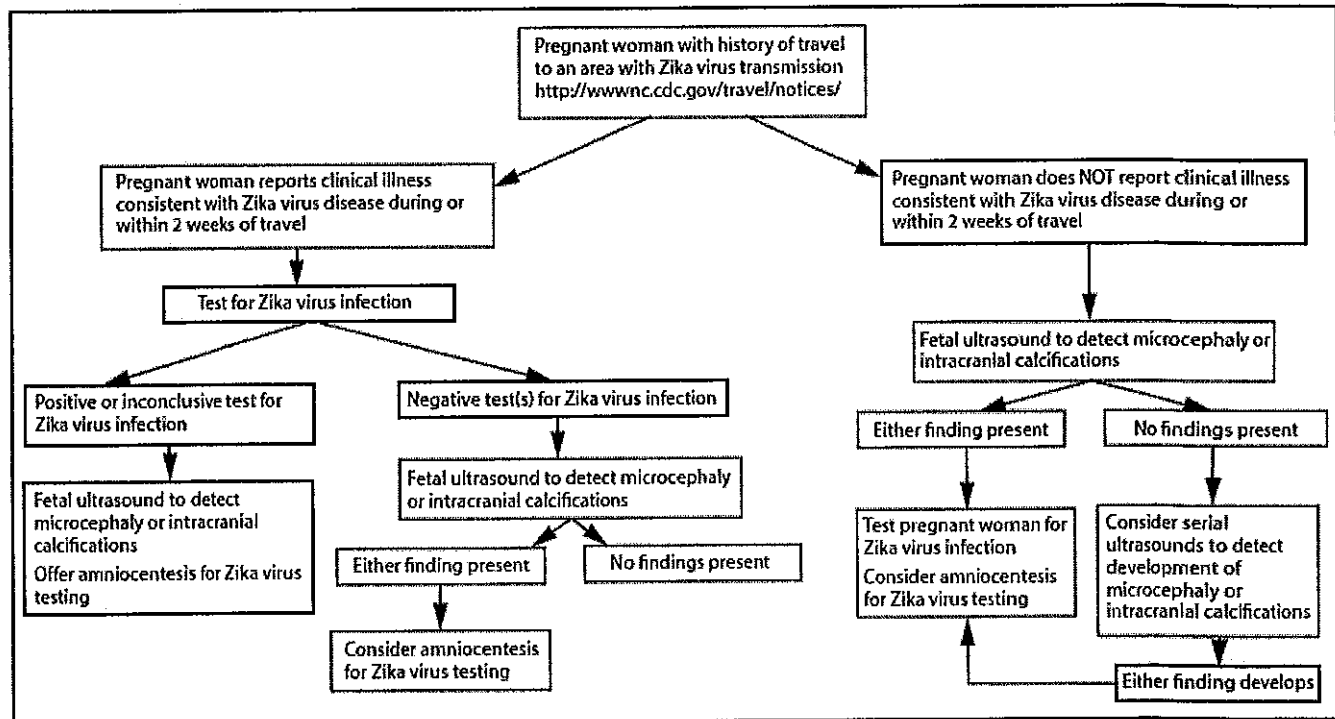 Pregnant woman with history of travel
to an area with Zika virus transmission
http://wwwnc.cdc.gov/travel/notices/
Pregnant woman reports clinical illness
consistent with Zika virus disease during or
within 2 weeks of travel
Pregnant woman does NOT report clinical illness
consistent with Zika virus disease during or
within 2 weeks of travel
Test for Zika virus infection
Fetal ultrasound to detect microcephaly or
intracranial calcifications
Positive or inconclusive test for
Zika virus infection
Negative test(s) for Zika virus infection
Either finding present
No findings present
Fetal ultrasound to detect
microcephaly or intracranial
calcifications
Offer amniocentesis for Zika virus
testing
Fetal ultrasound to detect microcephaly
or intracranial calcifications
Either finding present
No findings present
Consider amniocentesis
for Zika virus testing
Test pregnant woman for
Zika virus infection
Consider amniocentesis
for Zika virus testing
Consider serial
ultrasounds to detect
development of
microcephaly or
intracranial calcifications
Either finding develops